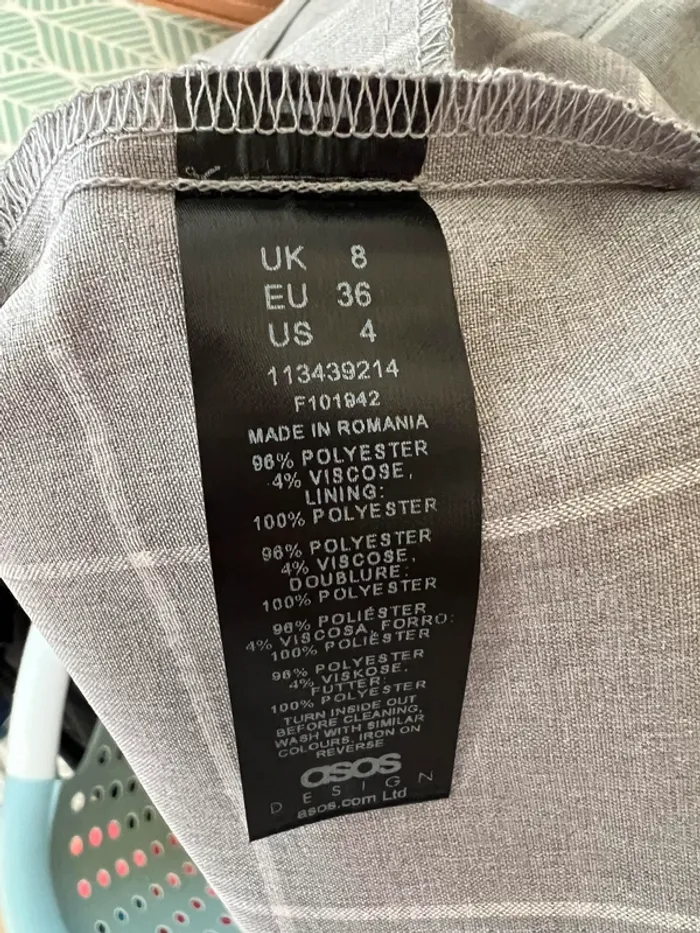 UK 8
EU 36
US 4
113439214
F101942
MADE IN ROMANIA
96% POLYESTER
4% VISCOSE,
LINING:
100% POLYESTER
96% POLYESTER
4% VISCOSE,
DOUBLURE:
100% POLYESTER
96% POLIÉSTER
4% VISCOSA, FORRO:
100% POLIÉSTER
96% POLYESTER
4% VISKOSE,
FUTTER:
100% POLYESTER
TURN INSIDE OUT
BEFORE CLEANING,
WASH WITH SIMILAR
COLOURS. IRON ON
REVERSE
asos
DESIGN
asos.com Ltd